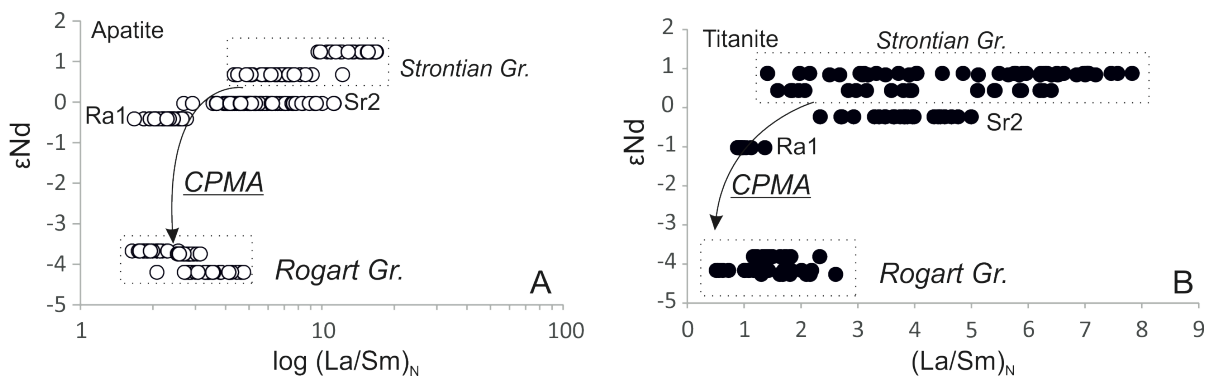 Apatite
Strontian Gr.
Ra1
Sr2
CPMA
Rogart Gr.
A
εNd
2
1
0
-1
-2
-3
-4
-5
1
10
100
log (La/Sm)N
Titanite
Strontian Gr.
Sr2
Ra1
CPMA
Rogart Gr.
B
εNd
2
1
0
-1
-2
-3
-4
-5
0
1
2
3
4
5
6
7
8
9
(La/Sm)N